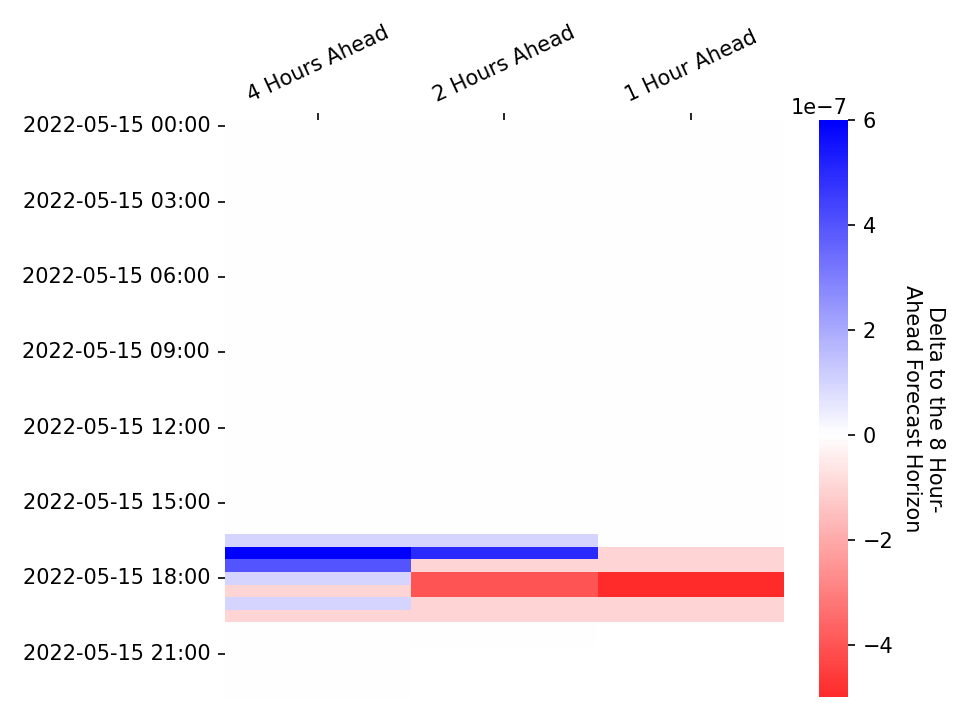 4 Hours Ahead
2 Hours Ahead
1 Hour Ahead
2022-05-15 00:00
2022-05-15 03:00
2022-05-15 06:00
2022-05-15 09:00
2022-05-15 12:00
2022-05-15 15:00
2022-05-15 18:00
2022-05-15 21:00
1e−7
6
4
2
0
−2
−4
Delta to the 8 Hour-
Ahead Forecast Horizon